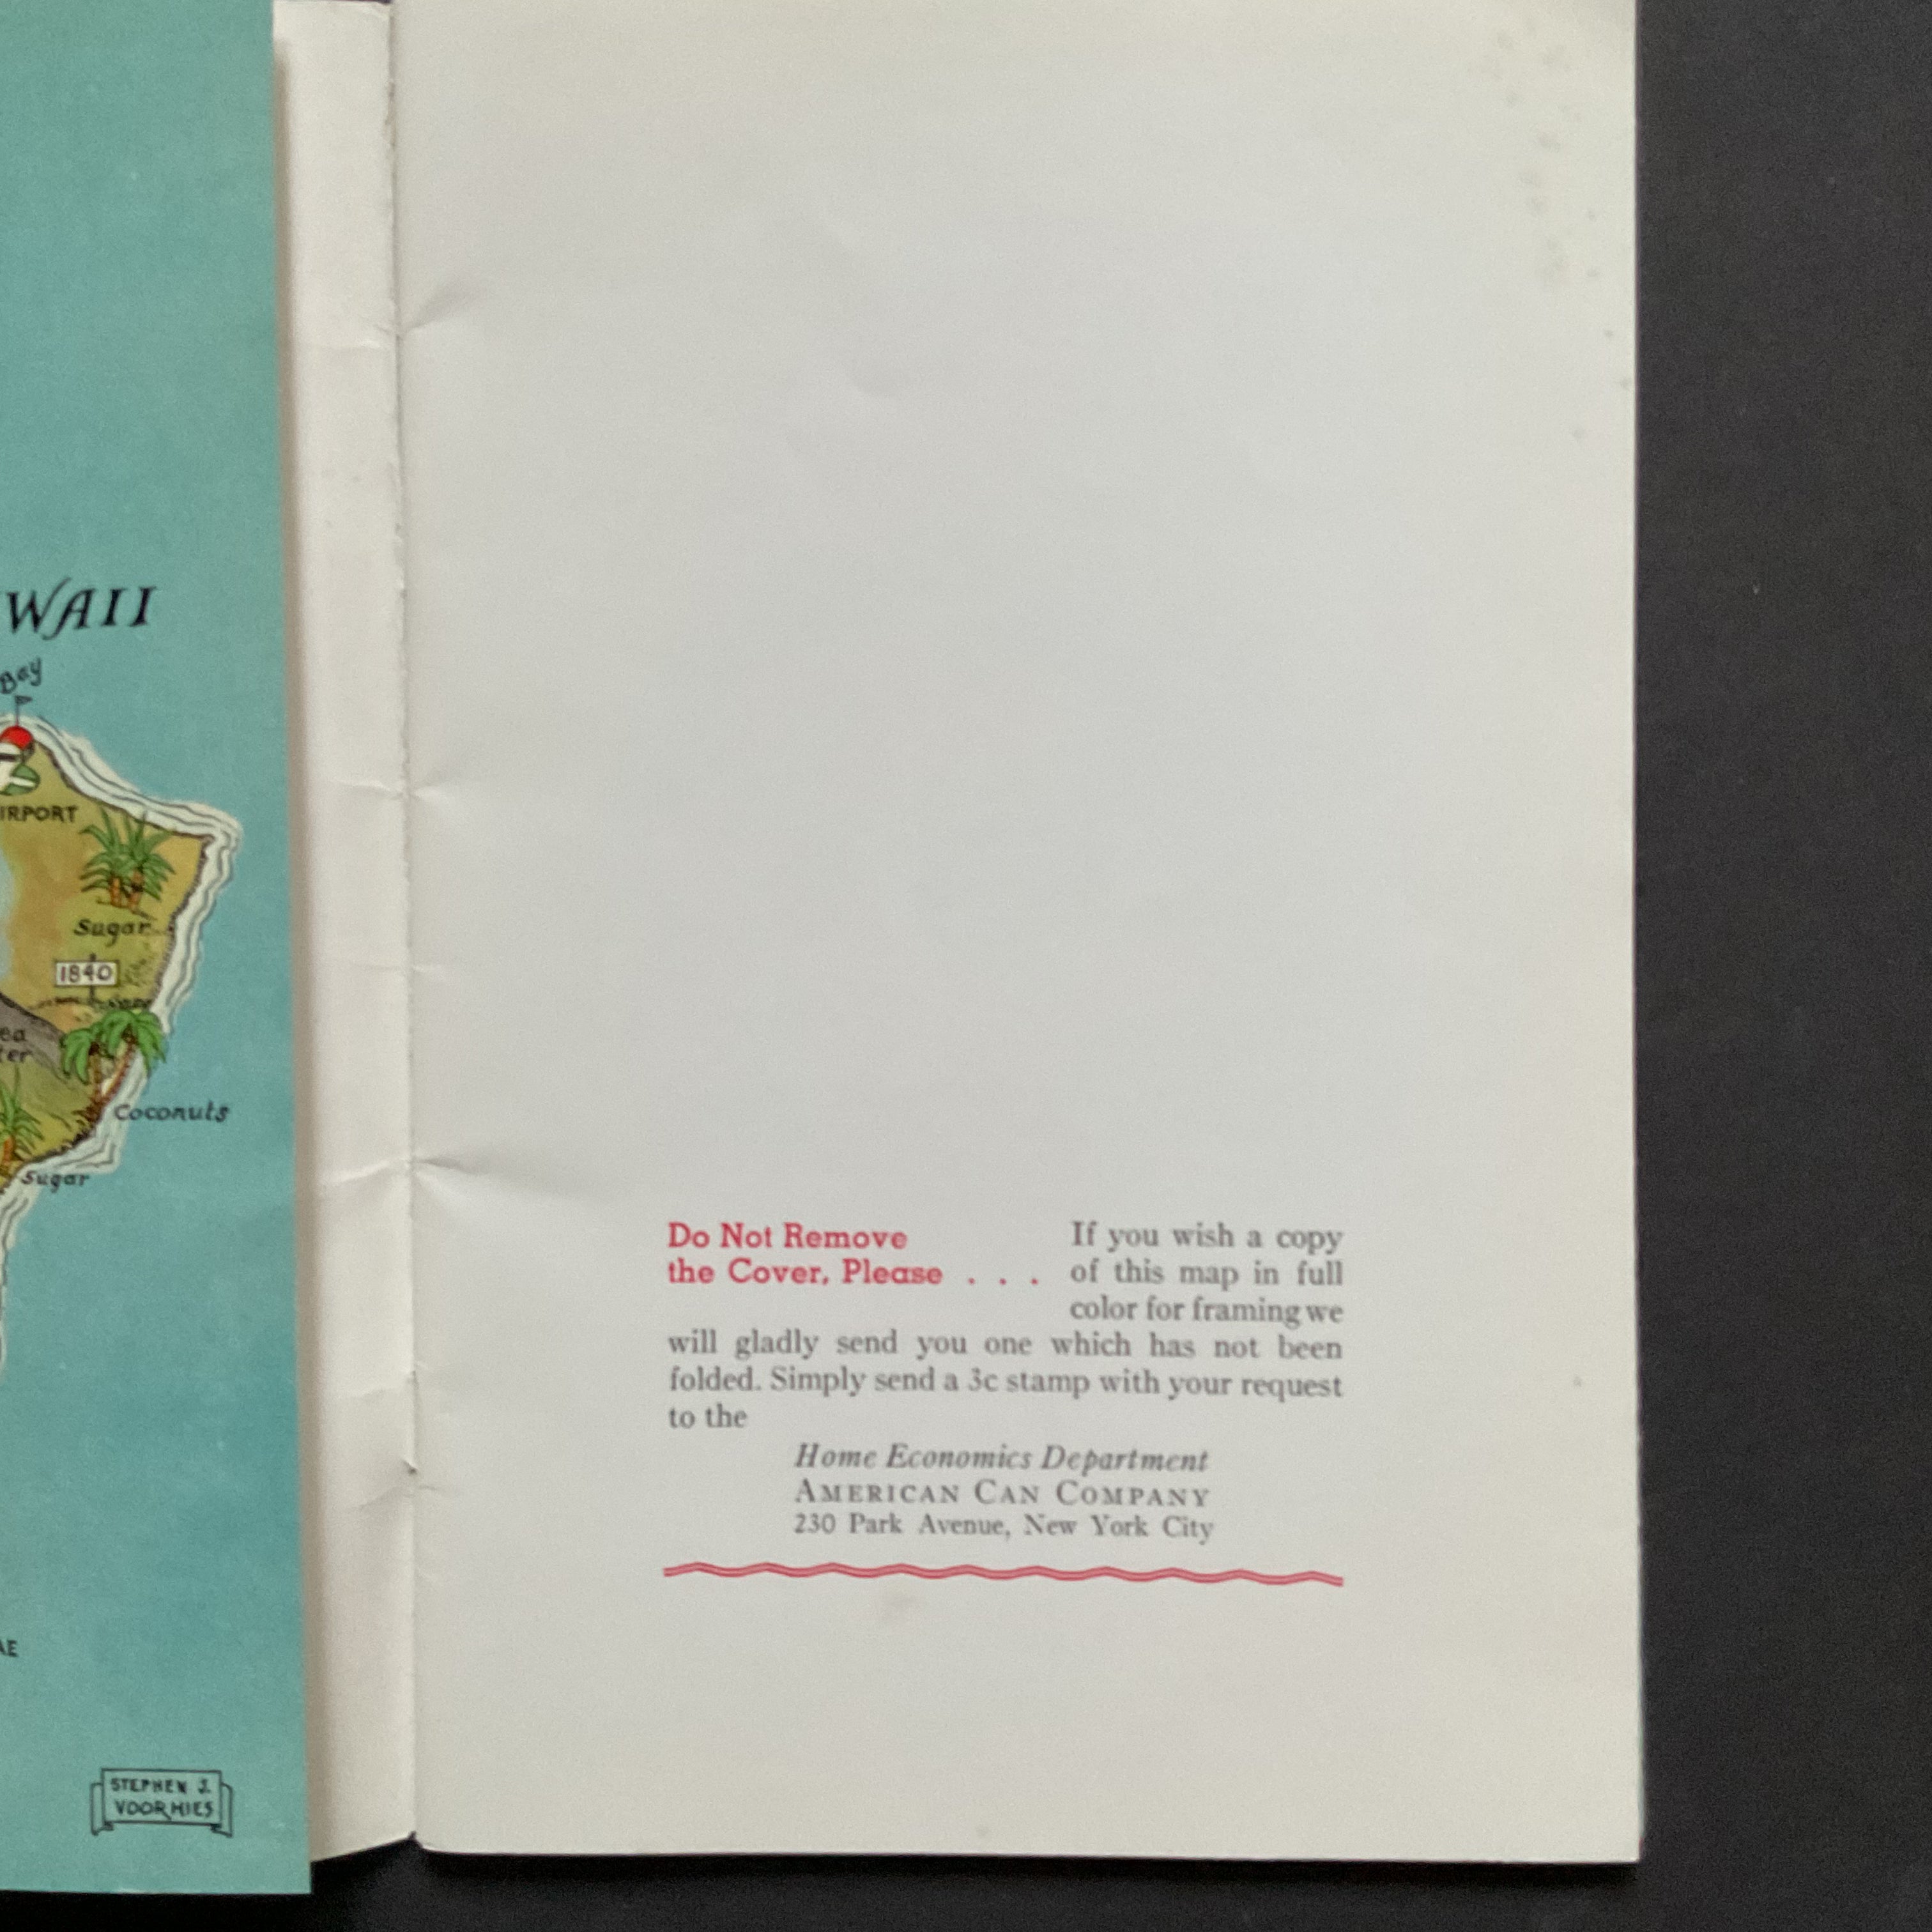 WAII
Bay
IRPORT
Sugar
1840
ea
ter
Coconuts
Sugar
AE
STEPHEN J.
VOORHIES
Do Not Remove
the Cover, Please . . .
If you wish a copy
of this map in full
color for framing we
will gladly send you one which has not been
folded. Simply send a 3c stamp with your request
to the
Home Economics Department
AMERICAN CAN COMPANY
230 Park Avenue, New York City